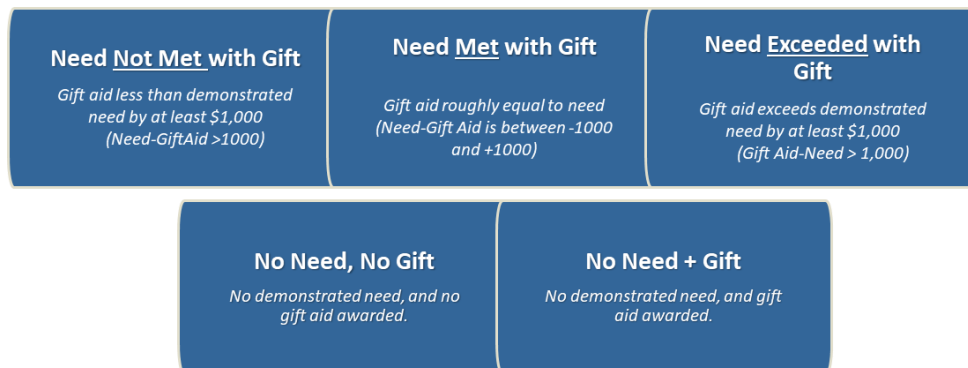 Need Not Met with Gift
Gift aid less than demonstrated
need by at least $1,000
(Need-GiftAid >1000)
Need Met with Gift
Gift aid roughly equal to need
(Need-Gift Aid is between -1000
and +1000)
Need Exceeded with
Gift
Gift aid exceeds demonstrated
need by at least $1,000
(Gift Aid-Need > 1,000)
No Need, No Gift
No demonstrated need, and no
gift aid awarded.
No Need + Gift
No demonstrated need, and gift
aid awarded.